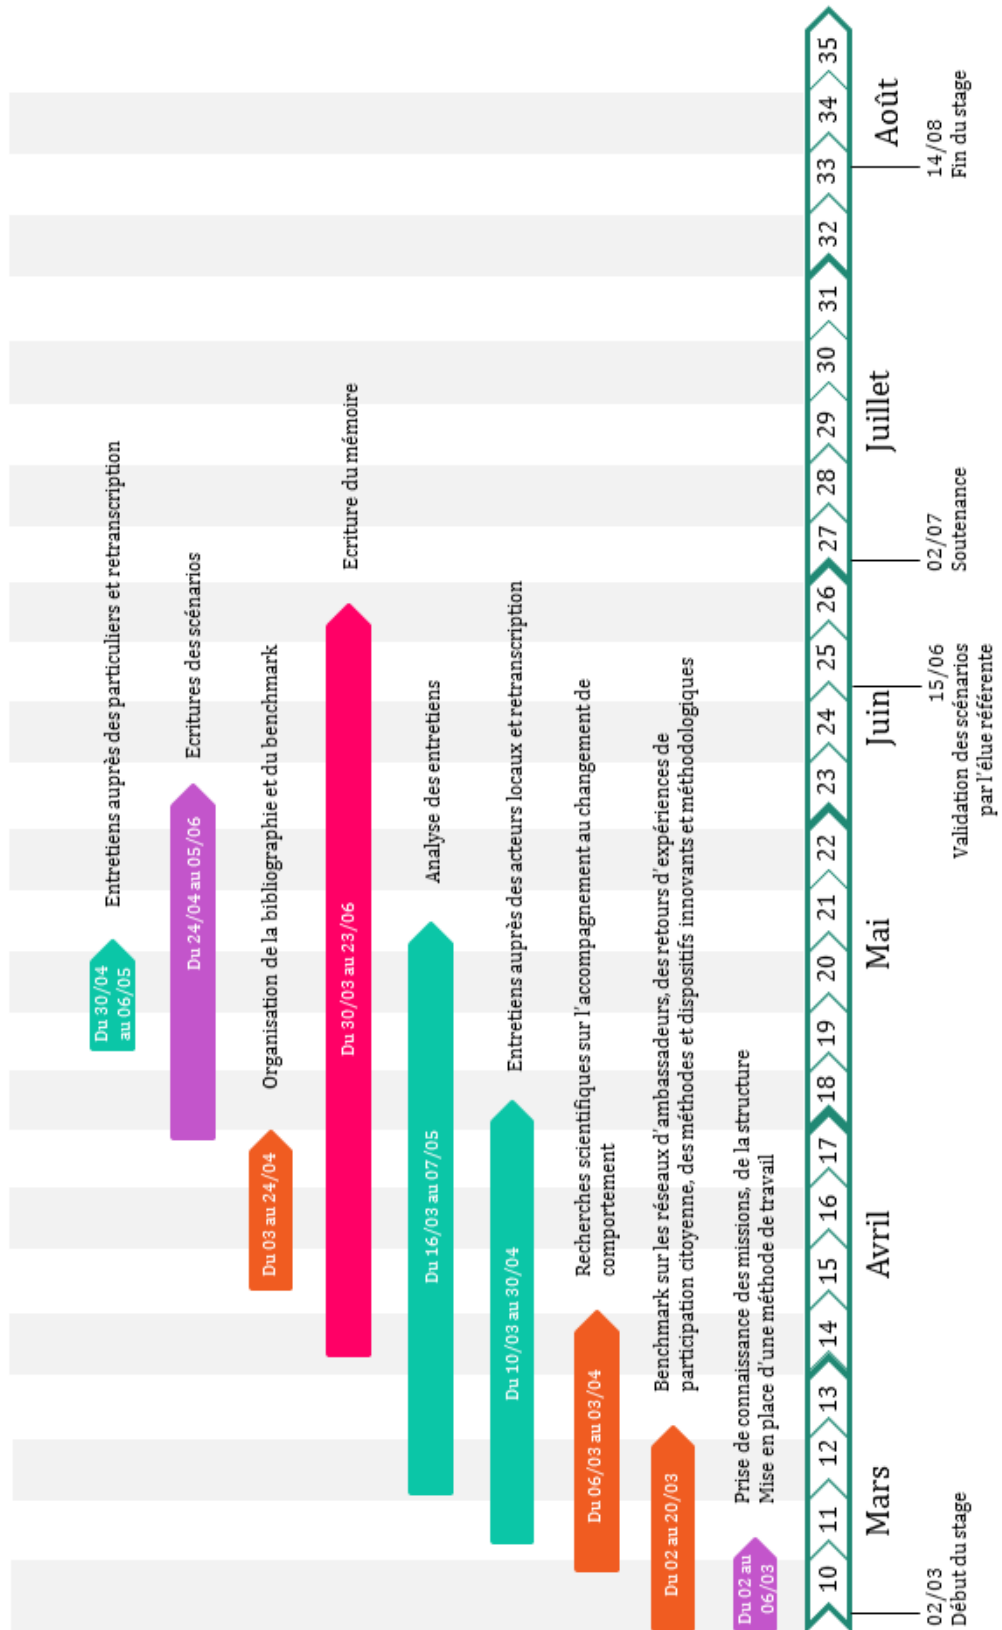 Du 30/04
au 06/05
Entretiens auprès des particuliers et retranscription
Du 24/04 au 05/06
Ecritures des scénarios
Du 03 au 24/04
Organisation de la bibliographie et du benchmark
Du 30/03 au 23/06
Ecriture du mémoire
Du 16/03 au 07/05
Analyse des entretiens
Du 10/03 au 30/04
Entretiens auprès des acteurs locaux et retranscription
Du 06/03 au 03/04
Recherches scientifiques sur l'accompagnement au changement de
comportement
Du 02 au 20/03
Benchmark sur les réseaux d'ambassadeurs, des retours d'expériences de
participation citoyenne, des méthodes et dispositifs innovants et méthodologiques
Du 02 au
06/03
Prise de connaissance des missions, de la structure
Mise en place d'une méthode de travail
10 11 12 13 14 15 16 17 18 19 20 21 22 23 24 25 26 27 28 29 30 31 32 33 34 35
Mars Avril Mai Juin Juillet Août
02/03
Début du stage
15/06
Validation des scénarios
par l'élue référente
02/07
Soutenance
14/08
Fin du stage